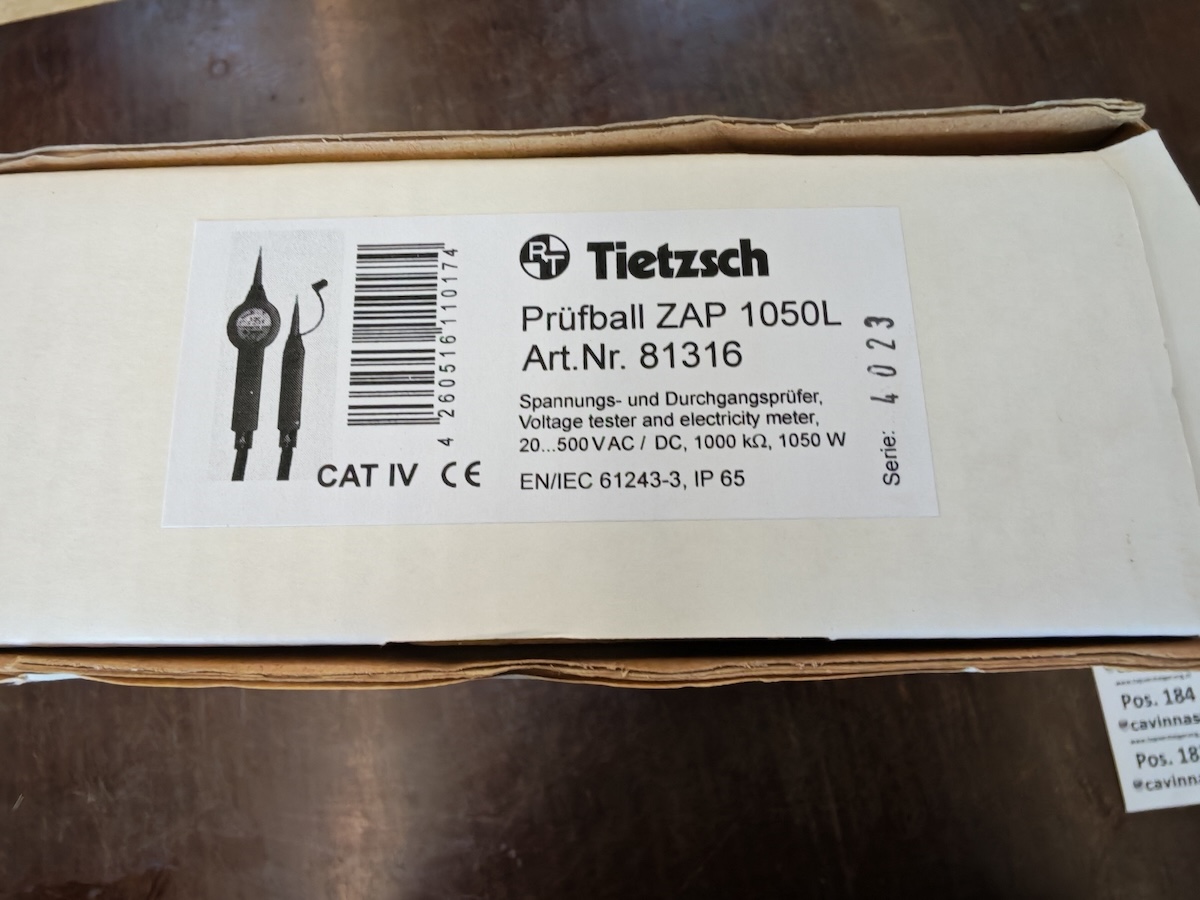 RT Tietzsch
Prüfball ZAP 1050L
Art.Nr. 81316
Spannungs- und Durchgangsprüfer,
Voltage tester and electricity meter,
20...500 V AC / DC, 1000 kΩ, 1050 W
EN/IEC 61243-3, IP 65
4 260516 110174
CAT IV CE
Serie: 4023
Pos. 184
@cavinnas
Pos. 18
@cavinna